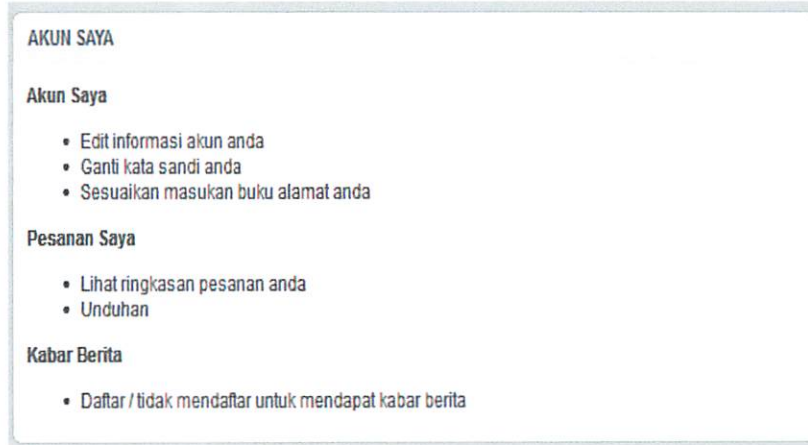 AKUN SAYA
Akun Saya
• Edit informasi akun anda
• Ganti kata sandi anda
• Sesuaikan masukan buku alamat anda
Pesanan Saya
• Lihat ringkasan pesanan anda
• Unduhan
Kabar Berita
• Daftar / tidak mendaftar untuk mendapat kabar berita